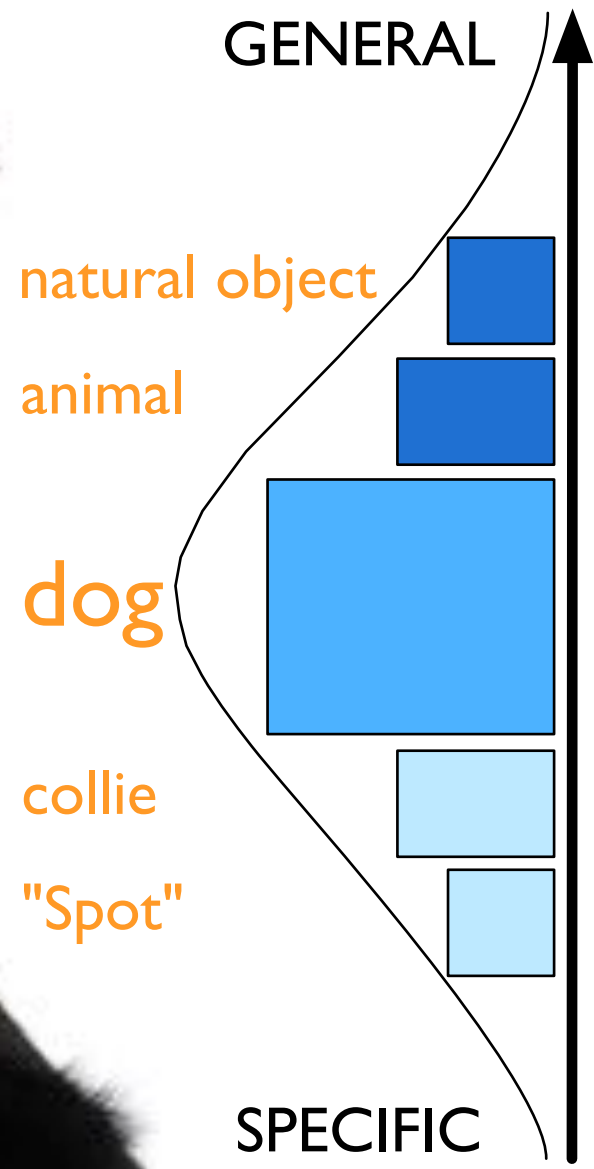 GENERAL
natural object
animal
dog
collie
"Spot"
SPECIFIC